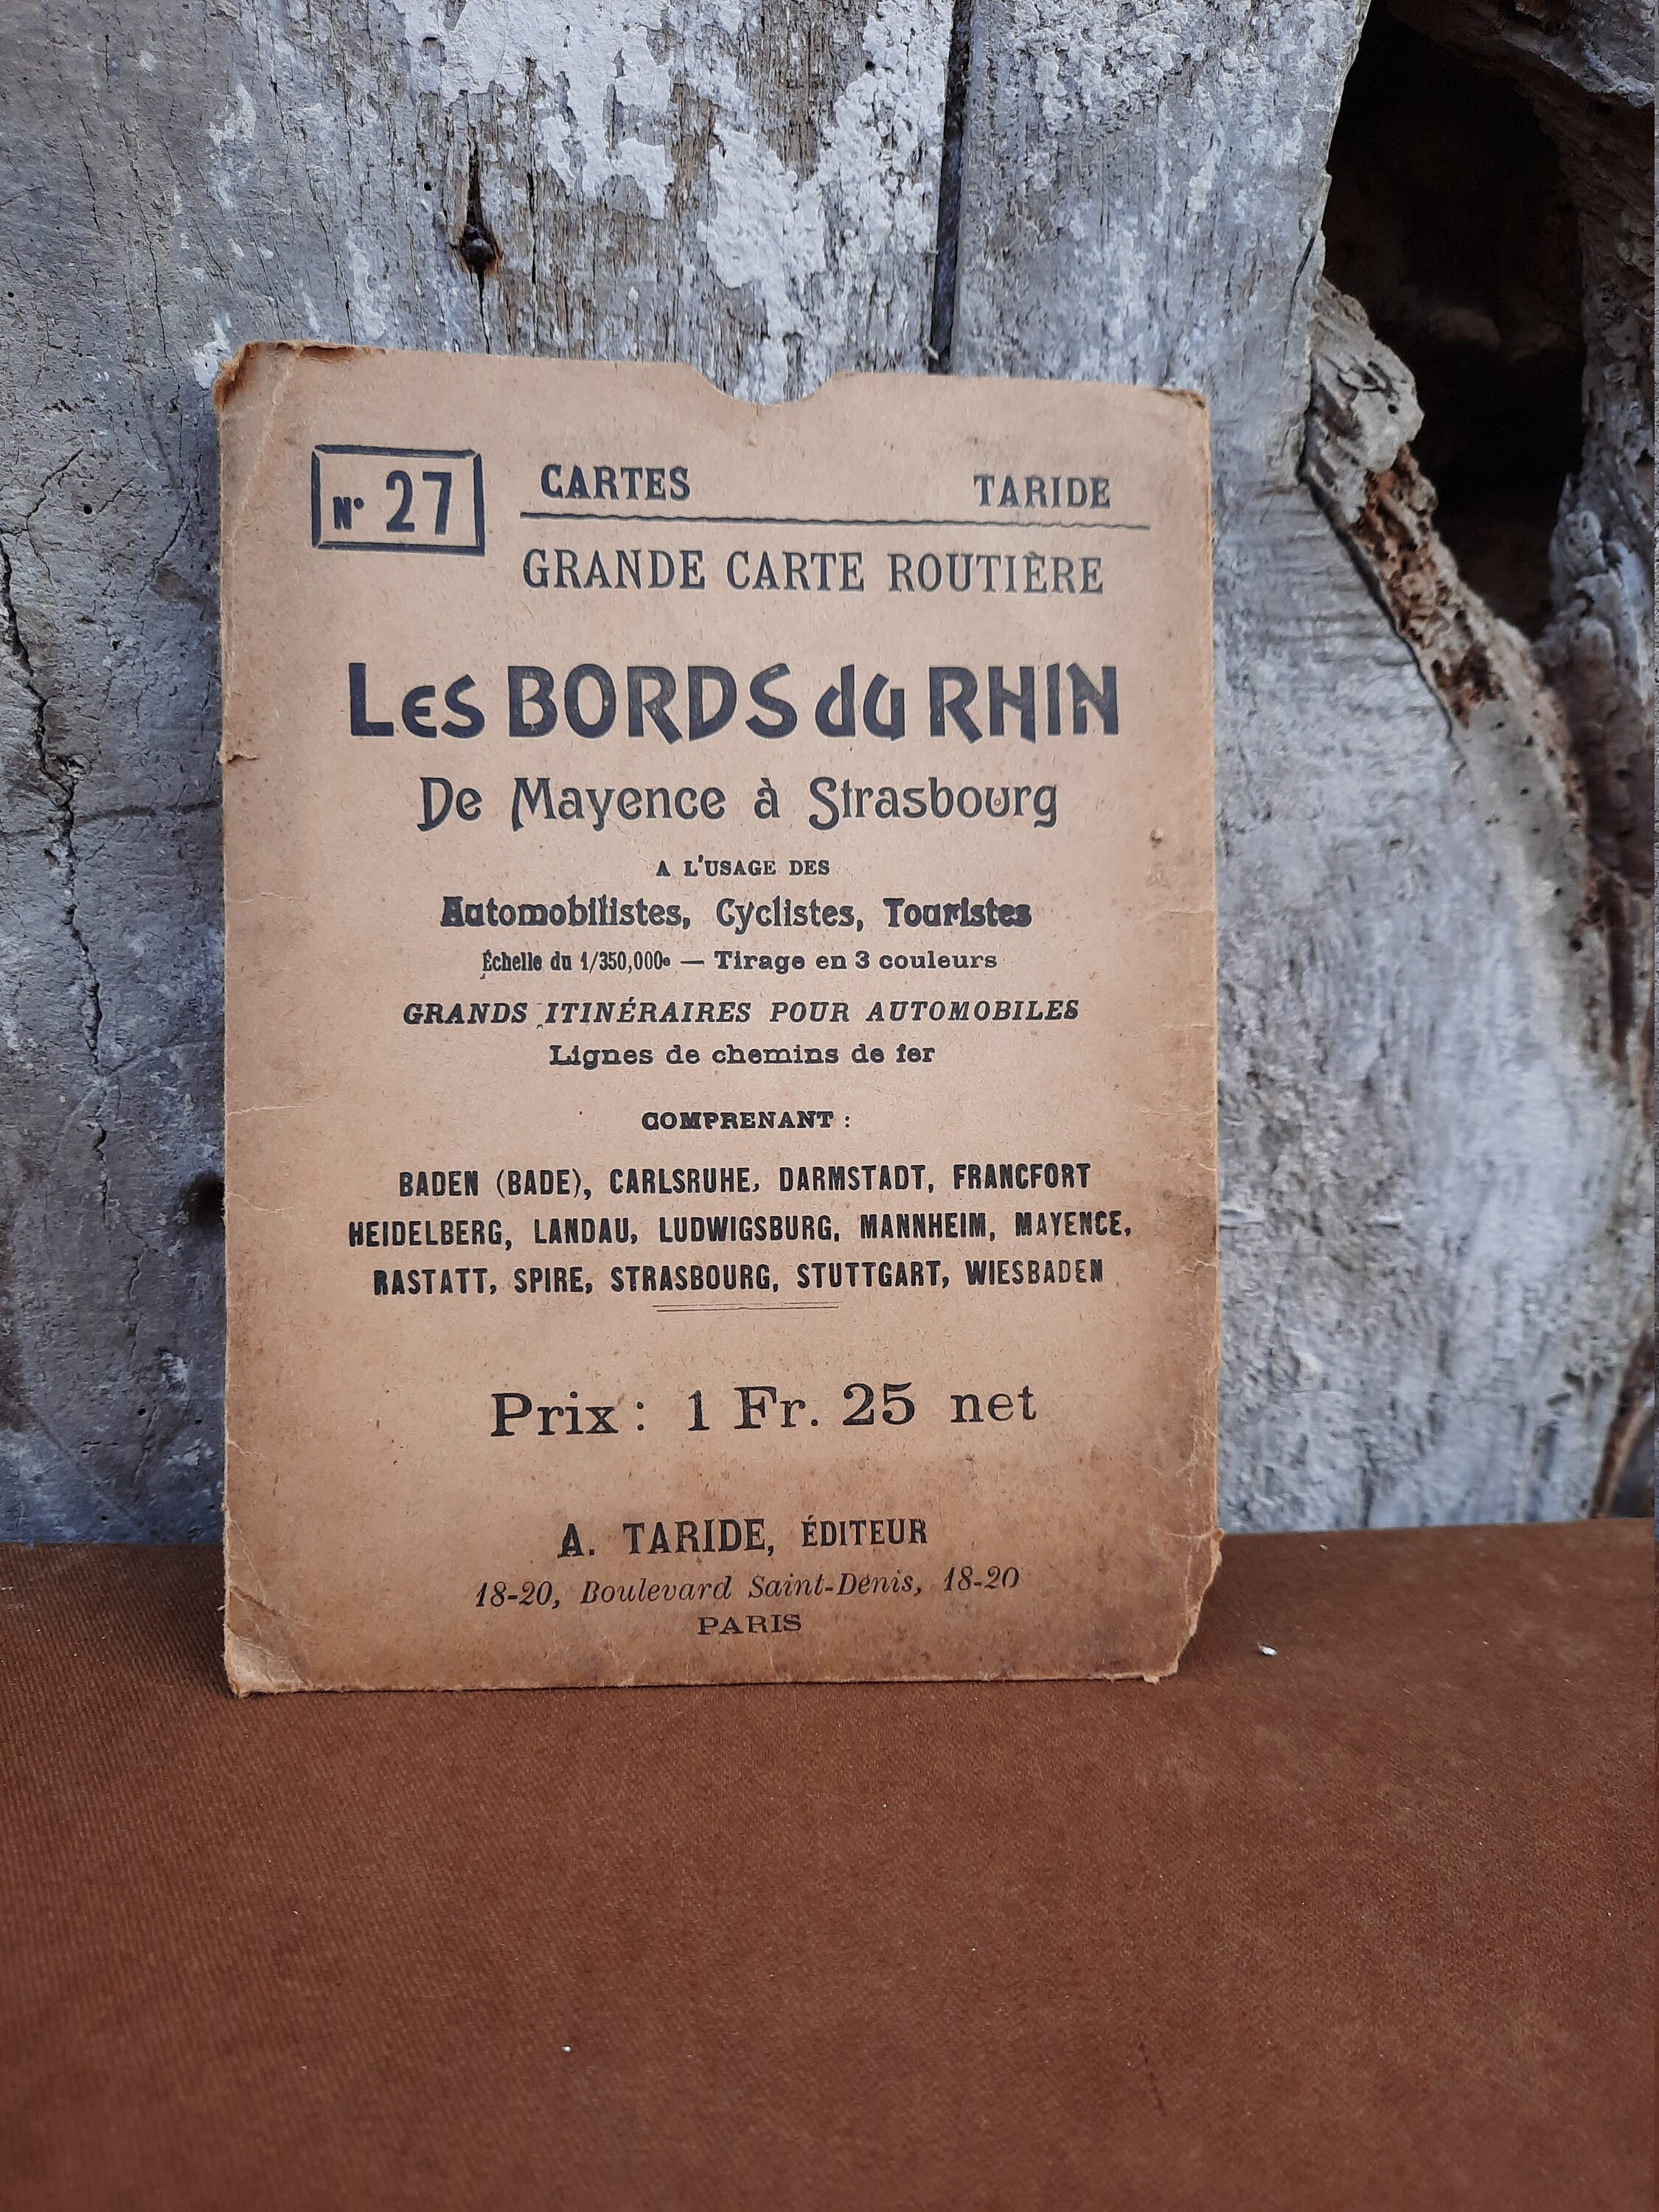 N° 27
CARTES TARIDE
GRANDE CARTE ROUTIÈRE
Les BORDS du RHIN
De Mayence à Strasbourg
A L'USAGE DES
Automobilistes, Cyclistes, Touristes
Échelle du 1/350,000e — Tirage en 3 couleurs
GRANDS ITINÉRAIRES POUR AUTOMOBILES
Lignes de chemins de fer
COMPRENANT :
BADEN (BADE), CARLSRUHE, DARMSTADT, FRANCFORT
HEIDELBERG, LANDAU, LUDWIGSBURG, MANNHEIM, MAYENCE,
RASTATT, SPIRE, STRASBOURG, STUTTGART, WIESBADEN
Prix : 1 Fr. 25 net
A. TARIDE, ÉDITEUR
18-20, Boulevard Saint-Denis, 18-20
PARIS